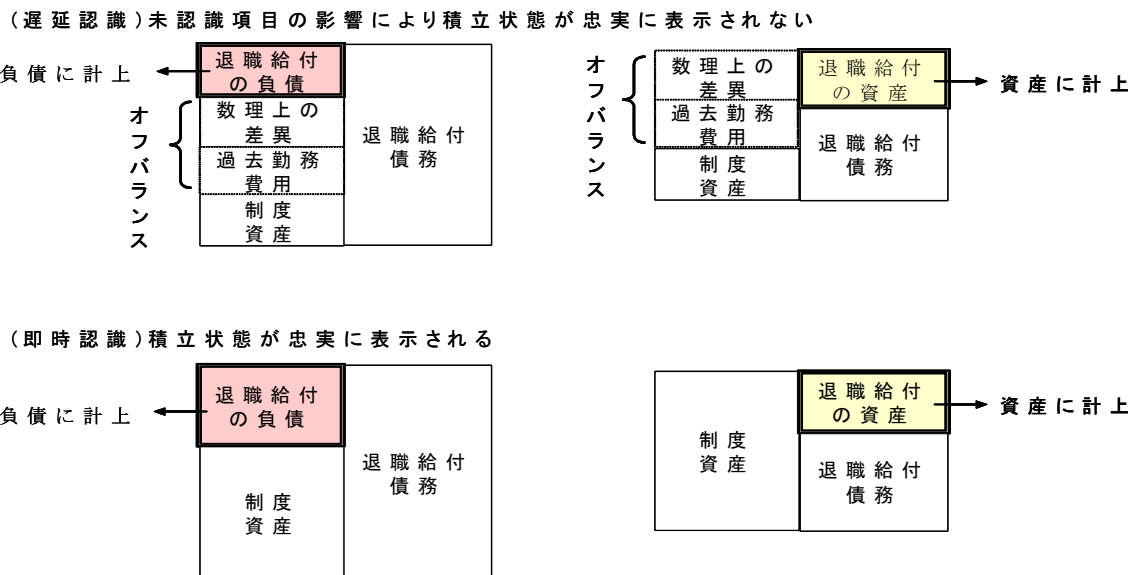 (遅延認識)未認識項目の影響により積立状態が忠実に表示されない
負債に計上
オフバランス
退職給付
の負債
数理上の
差異
過去勤務
費用
制度
資産
退職給付
債務
オフバランス
数理上の
差異
過去勤務
費用
制度
資産
退職給付
の資産
退職給付
債務
資産に計上
(即時認識)積立状態が忠実に表示される
負債に計上
退職給付
の負債
制度
資産
退職給付
債務
制度
資産
退職給付
の資産
退職給付
債務
資産に計上